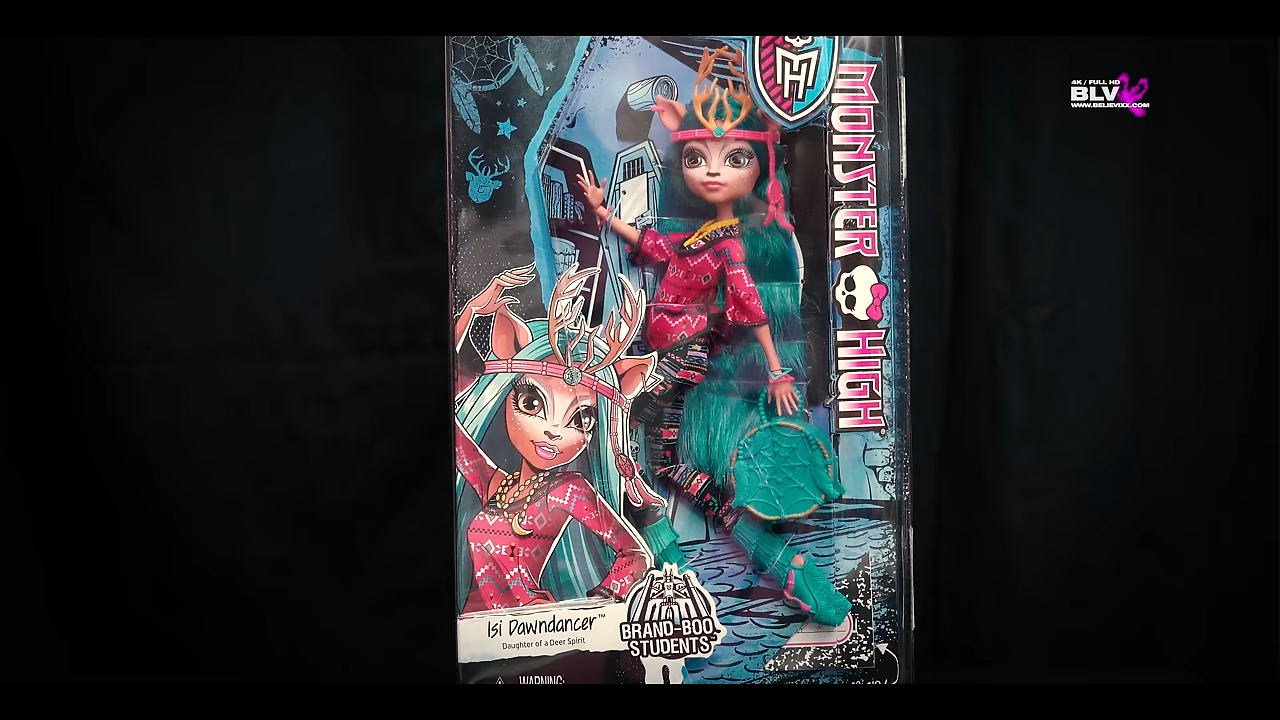 4K / FULL HD
BLV
WWW.BELIEVIXX.COM
MH
MONSTER HIGH®
Isi Dawndancer™
Daughter of a Deer Spirit
BRAND-BOO
STUDENTS™
WARNING: